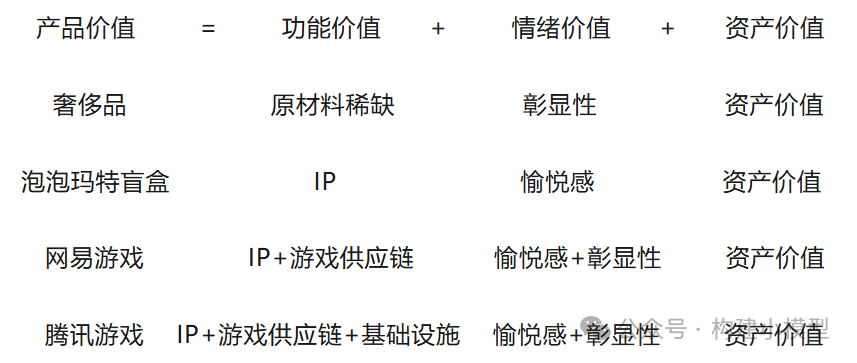 产品价值 = 功能价值 + 情绪价值 + 资产价值
奢侈品 原材料稀缺 彰显性 资产价值
泡泡玛特盲盒 IP 愉悦感 资产价值
网易游戏 IP+游戏供应链 愉悦感+彰显性 资产价值
腾讯游戏 IP+游戏供应链+基础设施 愉悦感+彰显性 资产价值
公众号 · 构建小模型